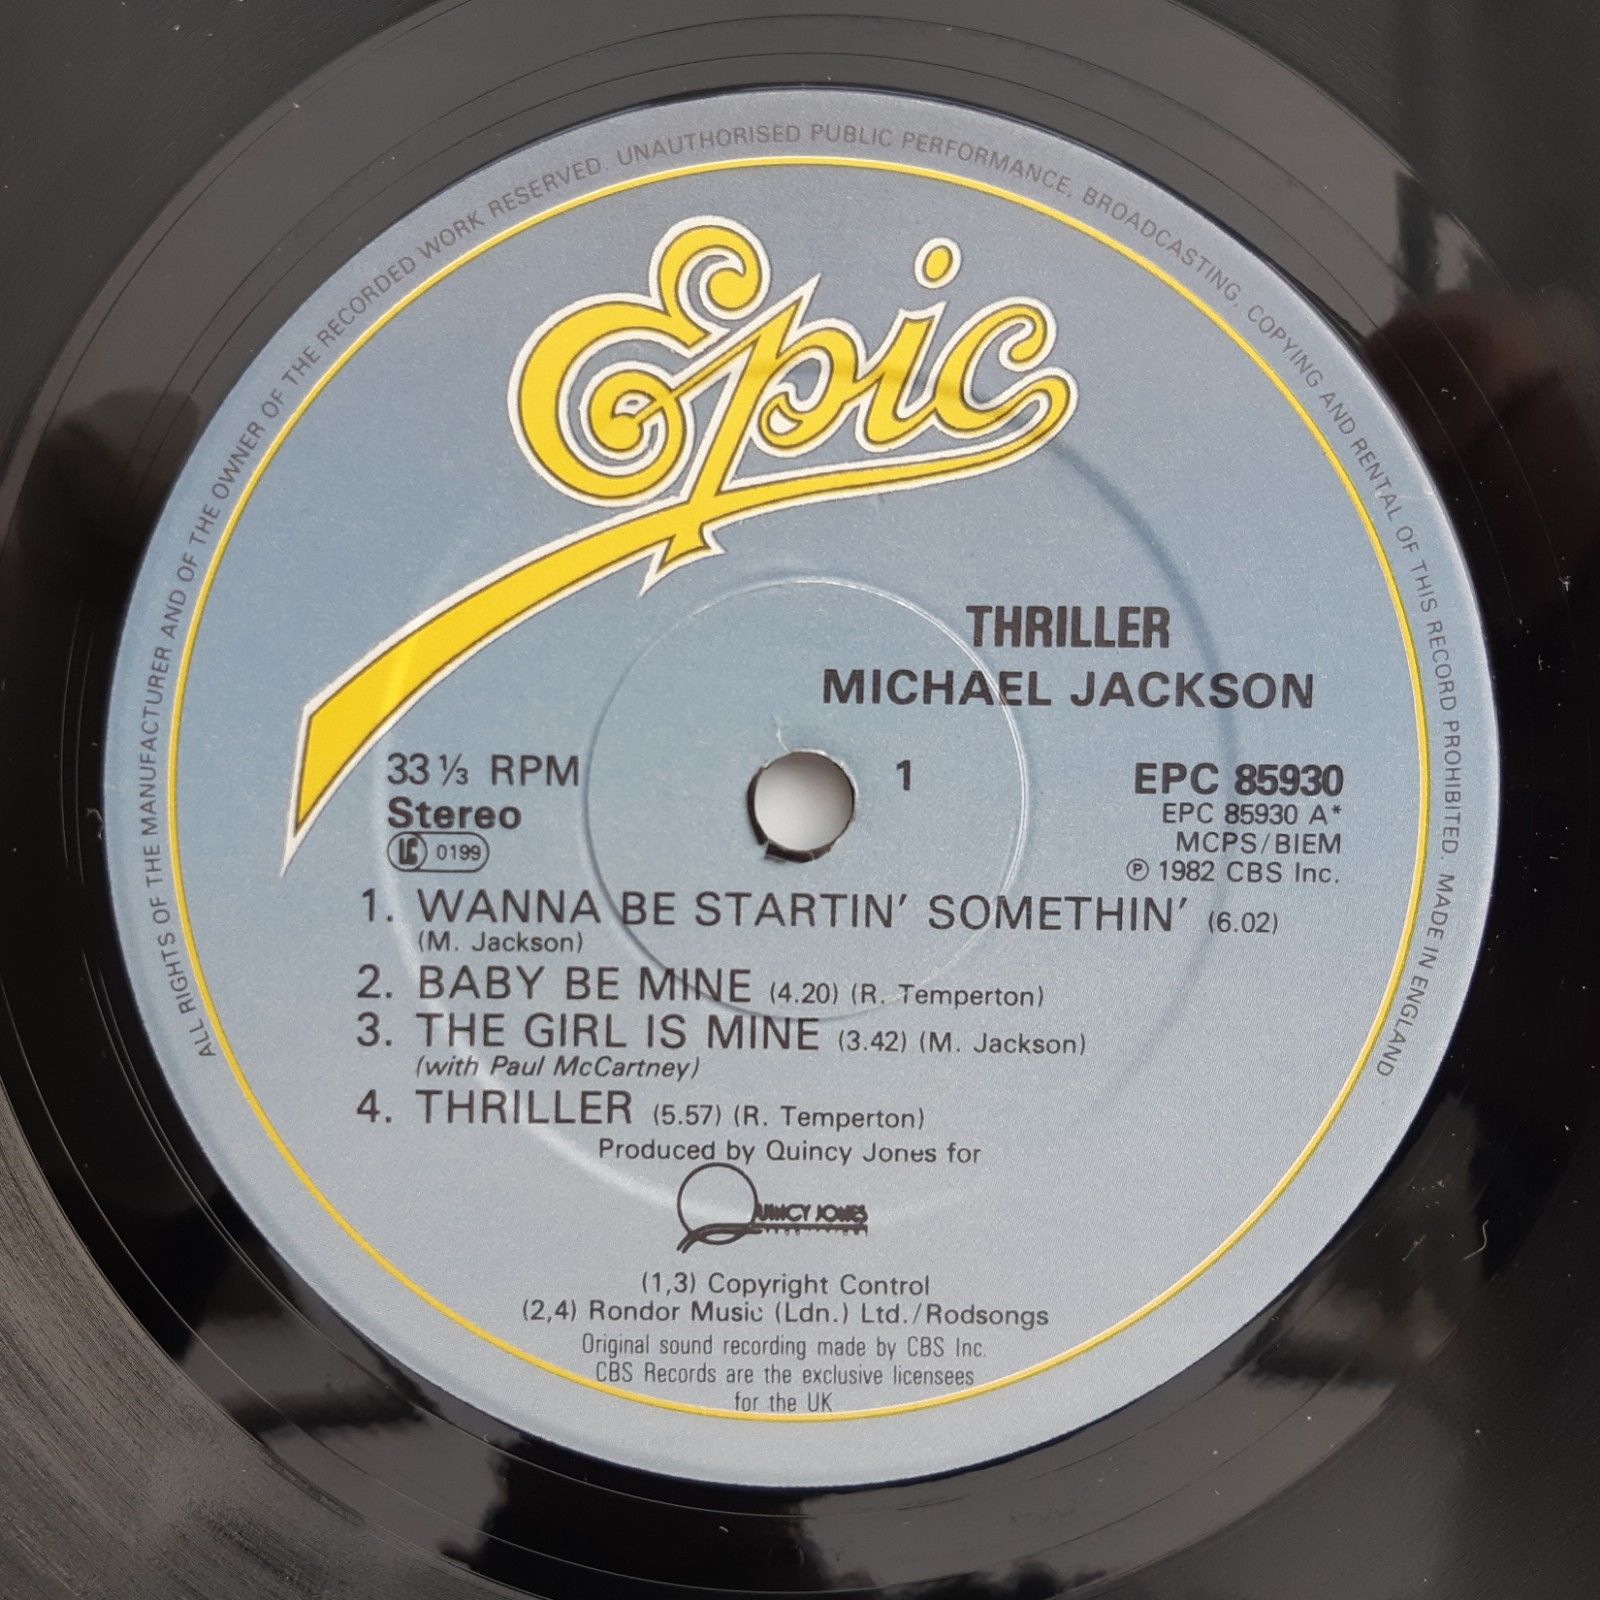 ALL RIGHTS OF THE MANUFACTURER AND OF THE OWNER OF THE RECORDED WORK RESERVED. UNAUTHORISED PUBLIC PERFORMANCE, BROADCASTING, COPYING AND RENTAL OF THIS RECORD PROHIBITED. MADE IN ENGLAND
Epic
THRILLER
MICHAEL JACKSON
33 ⅓ RPM
Stereo
LC 0199
1
EPC 85930
EPC 85930 A*
MCPS/BIEM
℗ 1982 CBS Inc.
1. WANNA BE STARTIN' SOMETHIN' (6.02)
(M. Jackson)
2. BABY BE MINE (4.20) (R. Temperton)
3. THE GIRL IS MINE (3.42) (M. Jackson)
(with Paul McCartney)
4. THRILLER (5.57) (R. Temperton)
Produced by Quincy Jones for
QUINCY JONES
PRODUCTIONS
(1,3) Copyright Control
(2,4) Rondor Music (Ldn.) Ltd./Rodsongs
Original sound recording made by CBS Inc.
CBS Records are the exclusive licensees
for the UK